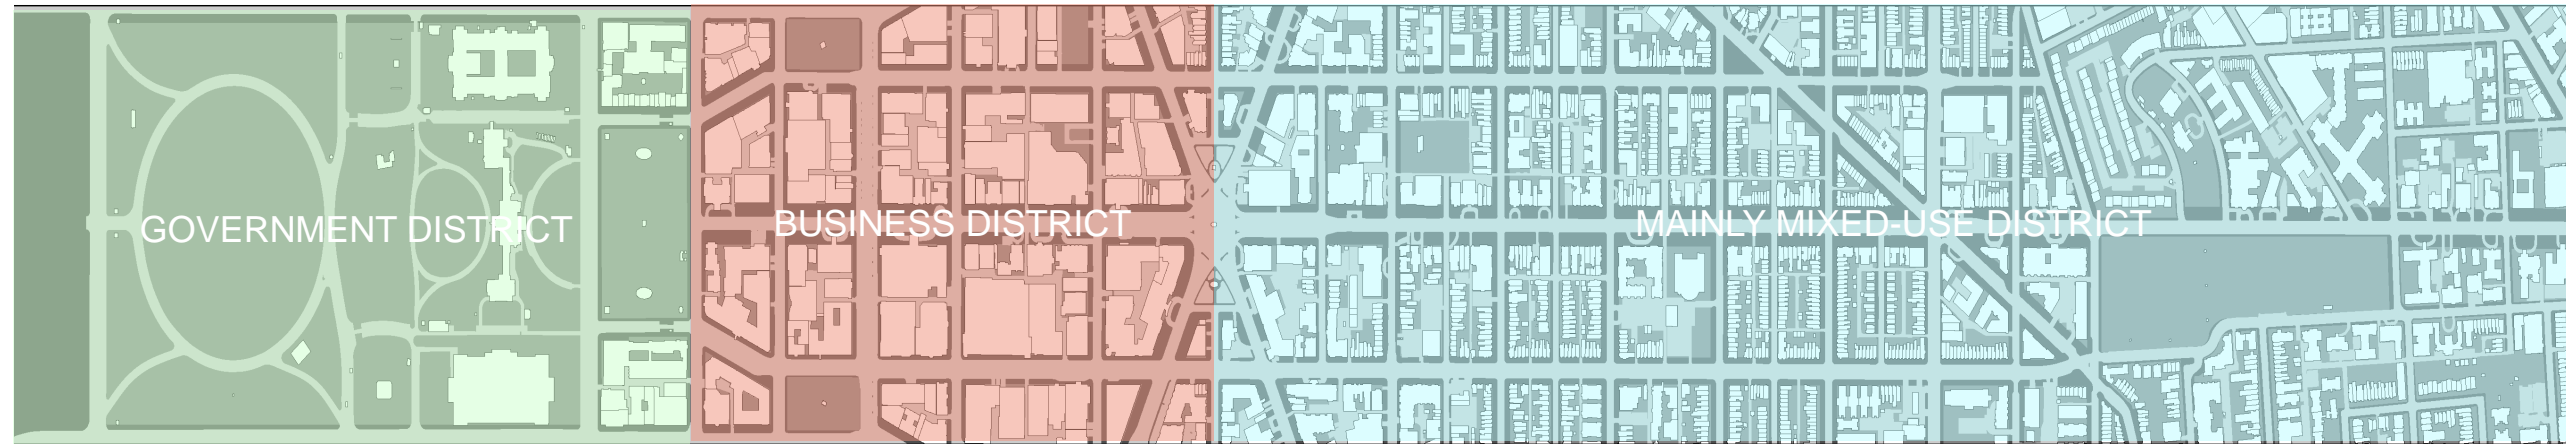 GOVERNMENT DISTRICT
BUSINESS DISTRICT
MAINLY MIXED-USE DISTRICT